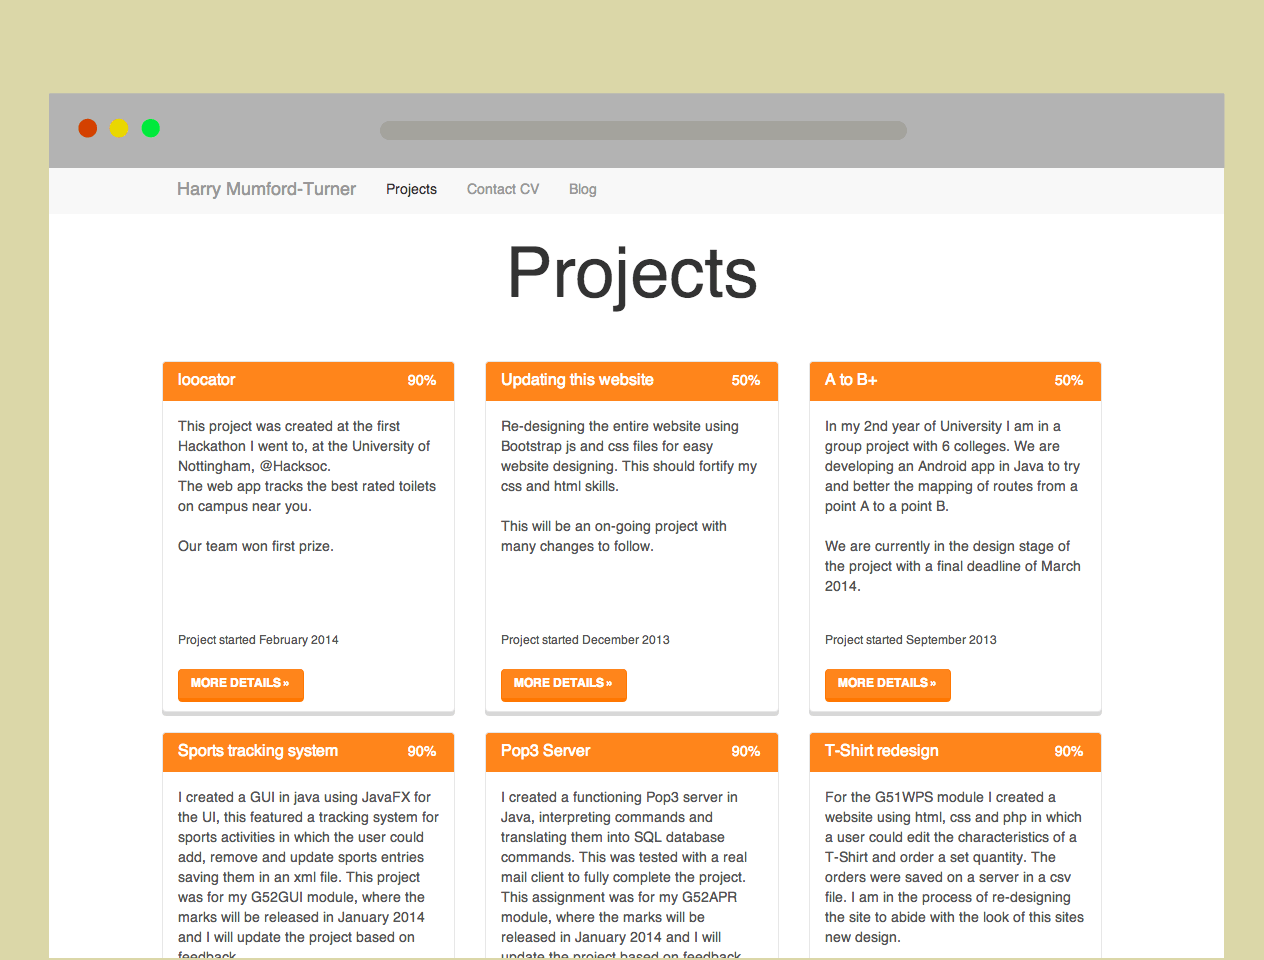 Harry Mumford-Turner Projects Contact CV Blog
Projects
loocator 90%
This project was created at the first
Hackathon I went to, at the University of
Nottingham, @Hacksoc.
The web app tracks the best rated toilets
on campus near you.
Our team won first prize.
Project started February 2014
MORE DETAILS »
Updating this website 50%
Re-designing the entire website using
Bootstrap js and css files for easy
website designing. This should fortify my
css and html skills.
This will be an on-going project with
many changes to follow.
Project started December 2013
MORE DETAILS »
A to B+ 50%
In my 2nd year of University I am in a
group project with 6 colleges. We are
developing an Android app in Java to try
and better the mapping of routes from a
point A to a point B.
We are currently in the design stage of
the project with a final deadline of March
2014.
Project started September 2013
MORE DETAILS »
Sports tracking system 90%
I created a GUI in java using JavaFX for
the UI, this featured a tracking system for
sports activities in which the user could
add, remove and update sports entries
saving them in an xml file. This project
was for my G52GUI module, where the
marks will be released in January 2014
and I will update the project based on
feedback.
Pop3 Server 90%
I created a functioning Pop3 server in
Java, interpreting commands and
translating them into SQL database
commands. This was tested with a real
mail client to fully complete the project.
This assignment was for my G52APR
module, where the marks will be
released in January 2014 and I will
update the project based on feedback.
T-Shirt redesign 90%
For the G51WPS module I created a
website using html, css and php in which
a user could edit the characteristics of a
T-Shirt and order a set quantity. The
orders were saved on a server in a csv
file. I am in the process of re-designing
the site to abide with the look of this sites
new design.